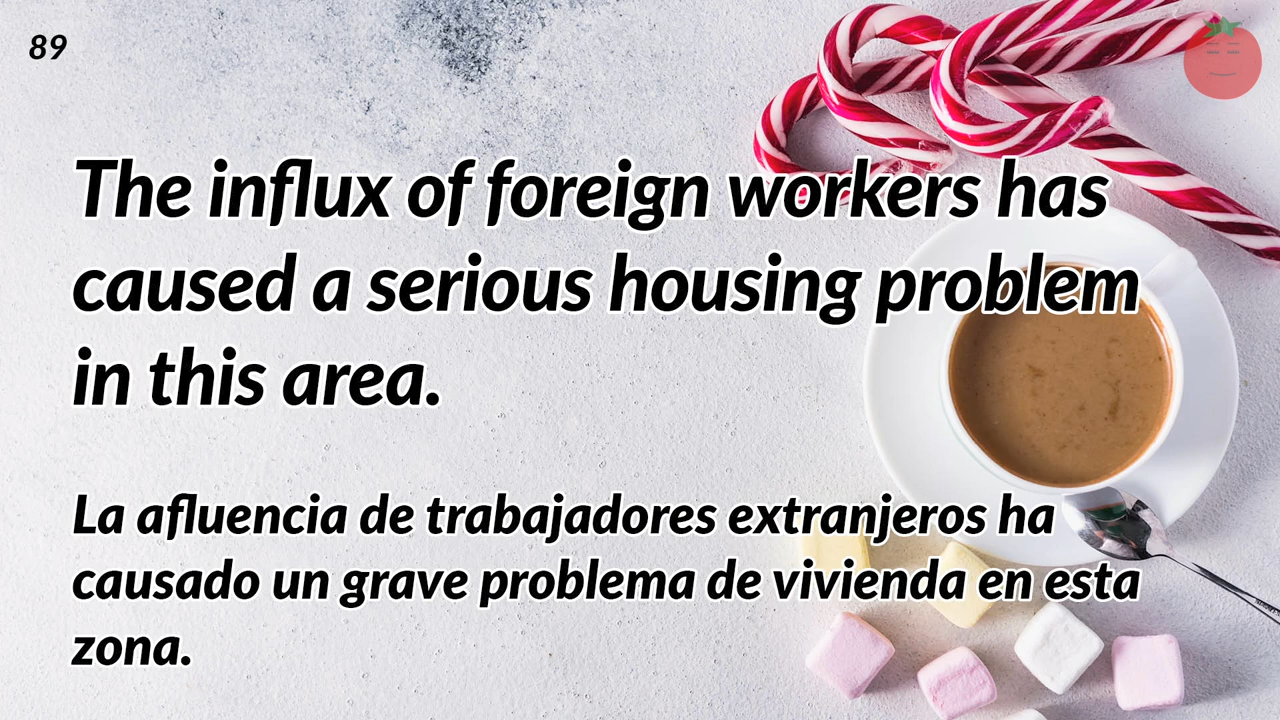 89
The influx of foreign workers has
caused a serious housing problem
in this area.
La afluencia de trabajadores extranjeros ha
causado un grave problema de vivienda en esta
zona.